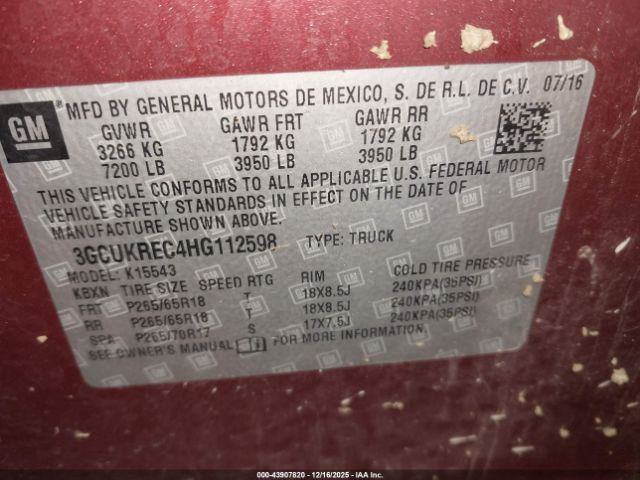 GM
MFD BY GENERAL MOTORS DE MEXICO, S. DE R.L. DE C.V. 07/16
GVWR GAWR FRT GAWR RR
3266 KG 1792 KG 1792 KG
7200 LB 3950 LB 3950 LB
THIS VEHICLE CONFORMS TO ALL APPLICABLE U.S. FEDERAL MOTOR
VEHICLE SAFETY STANDARDS IN EFFECT ON THE DATE OF
MANUFACTURE SHOWN ABOVE.
3GCUKREC4HG112598 TYPE: TRUCK
MODEL: K15543
KBXN TIRE SIZE SPEED RTG RIM COLD TIRE PRESSURE
FRT P265/65R18 T 18X8.5J 240KPA(35PSI)
RR P265/65R18 T 18X8.5J 240KPA(35PSI)
SPA P265/70R17 S 17X7.5J 240KPA(35PSI)
SEE OWNER'S MANUAL FOR MORE INFORMATION.
000-43907820 | 12/16/2025 - IAA Inc.